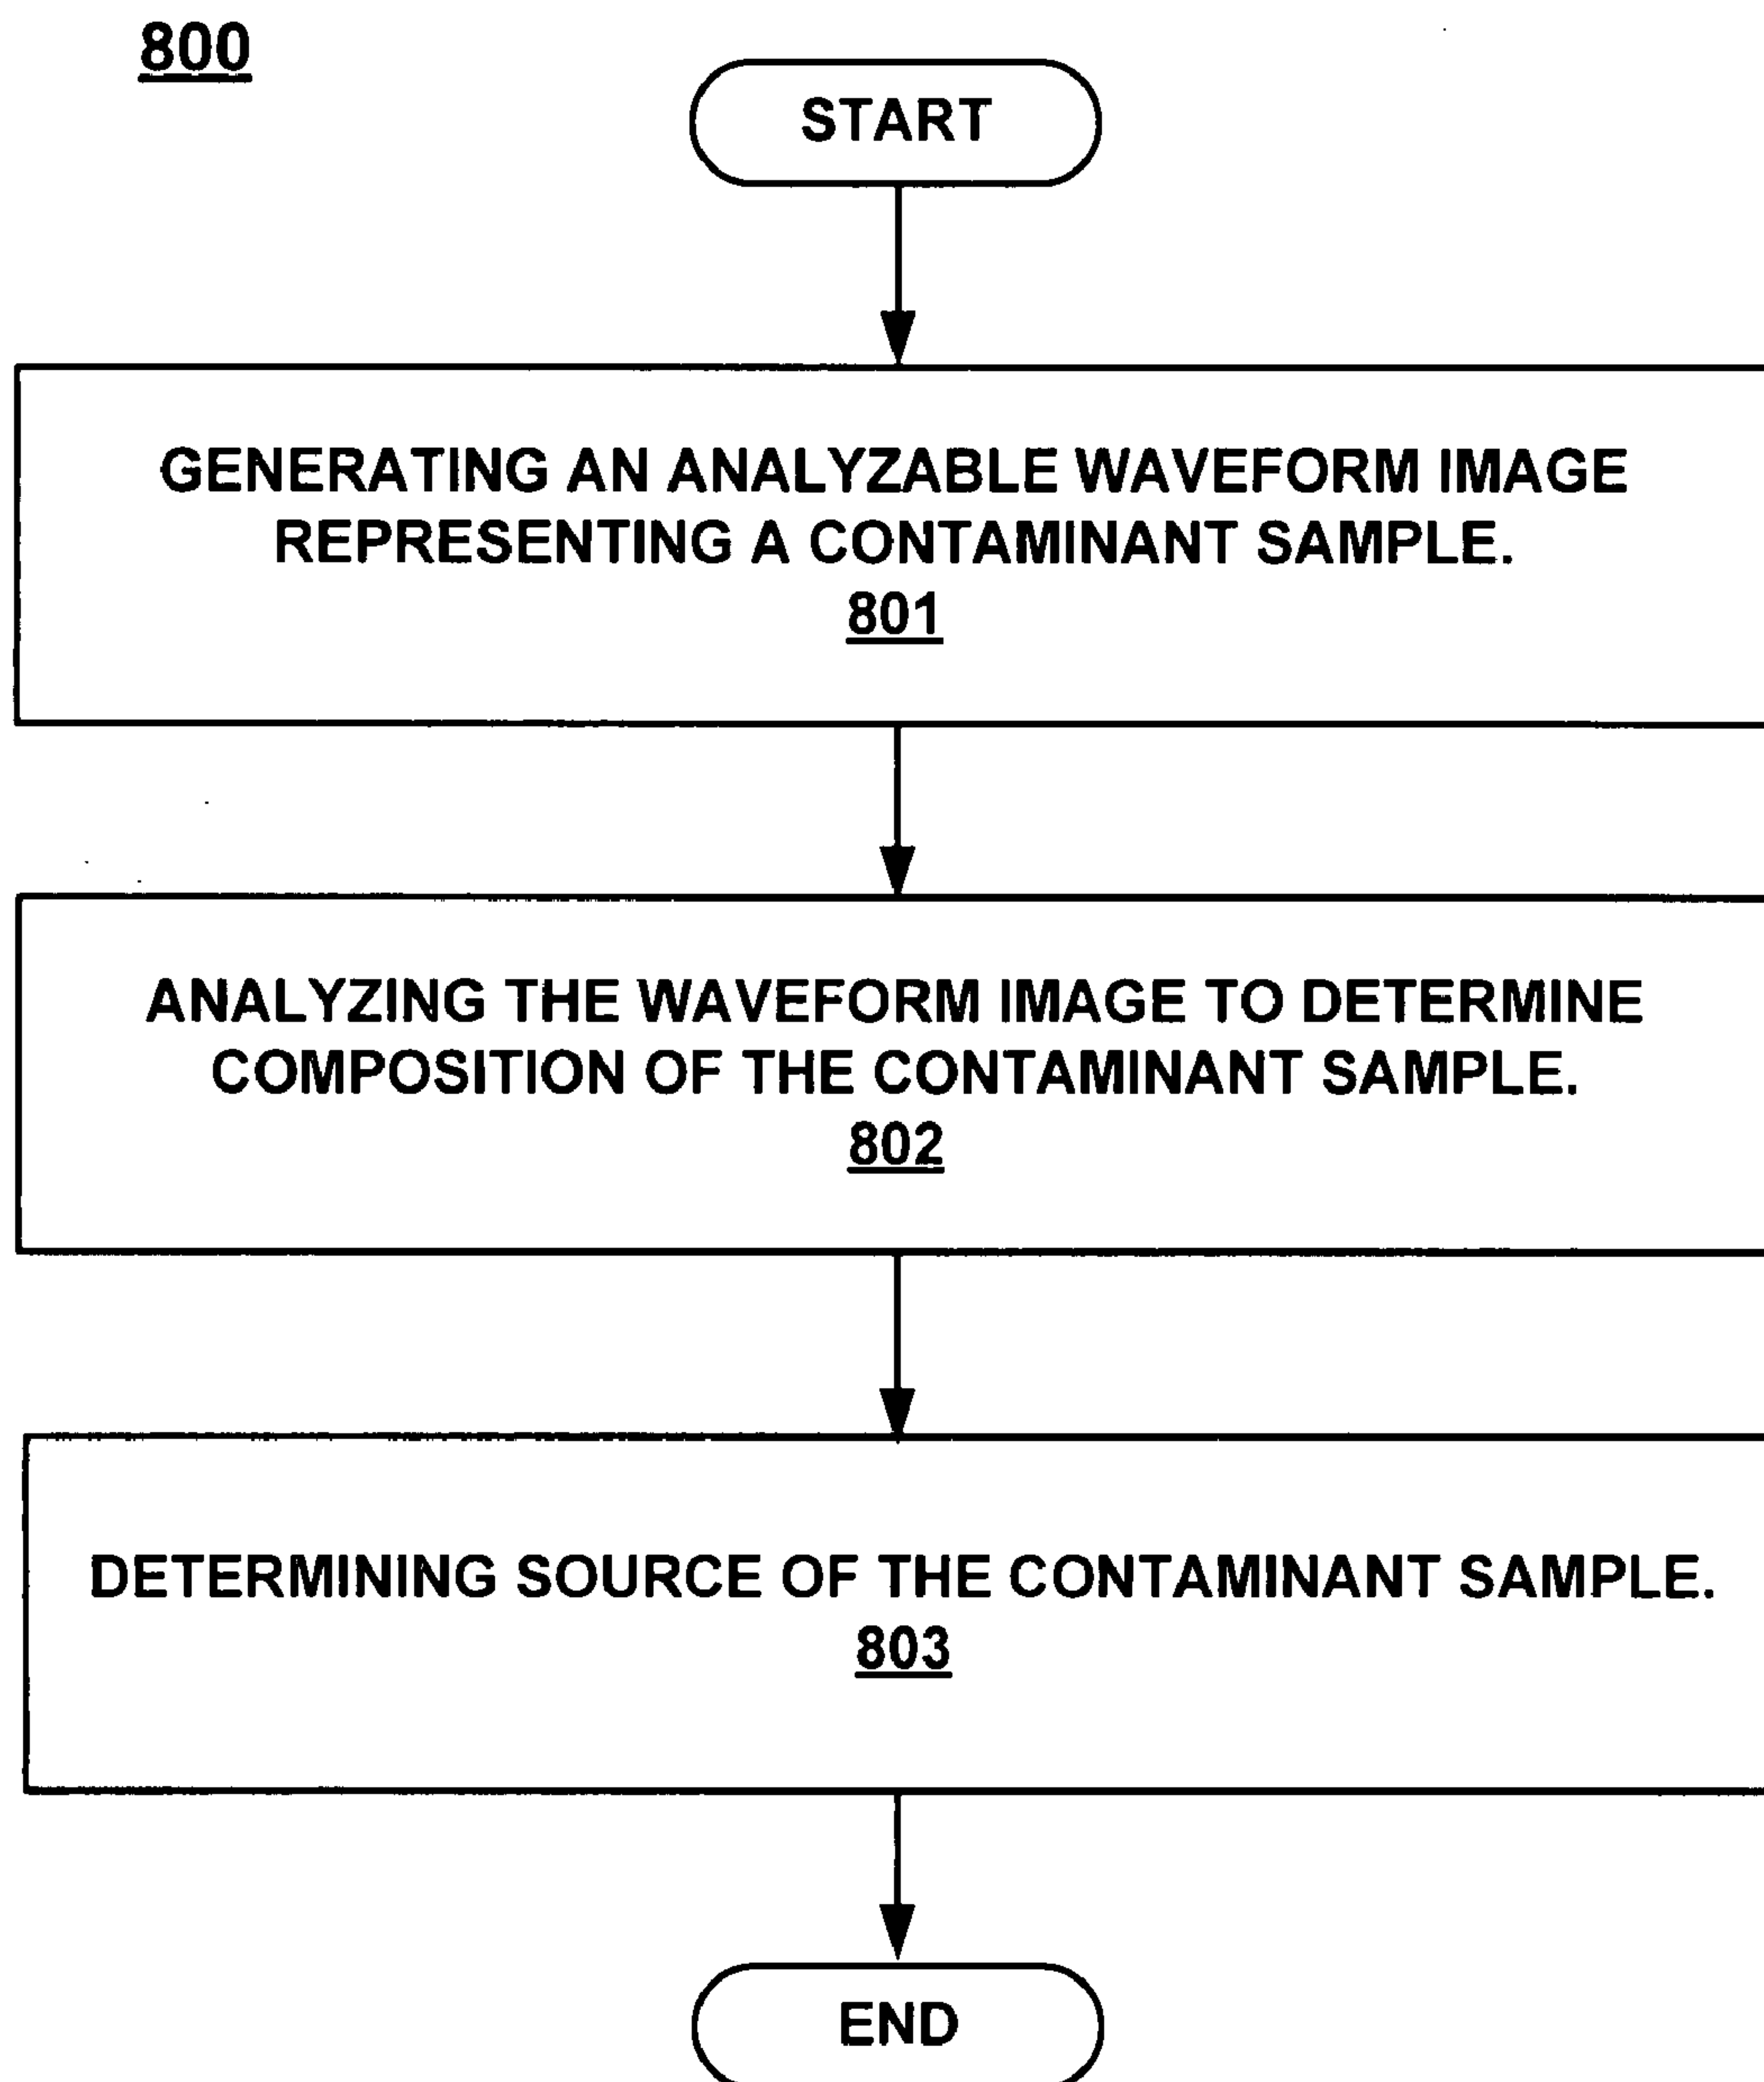 800
START
GENERATING AN ANALYZABLE WAVEFORM IMAGE
REPRESENTING A CONTAMINANT SAMPLE.
801
ANALYZING THE WAVEFORM IMAGE TO DETERMINE
COMPOSITION OF THE CONTAMINANT SAMPLE.
802
DETERMINING SOURCE OF THE CONTAMINANT SAMPLE.
803
END